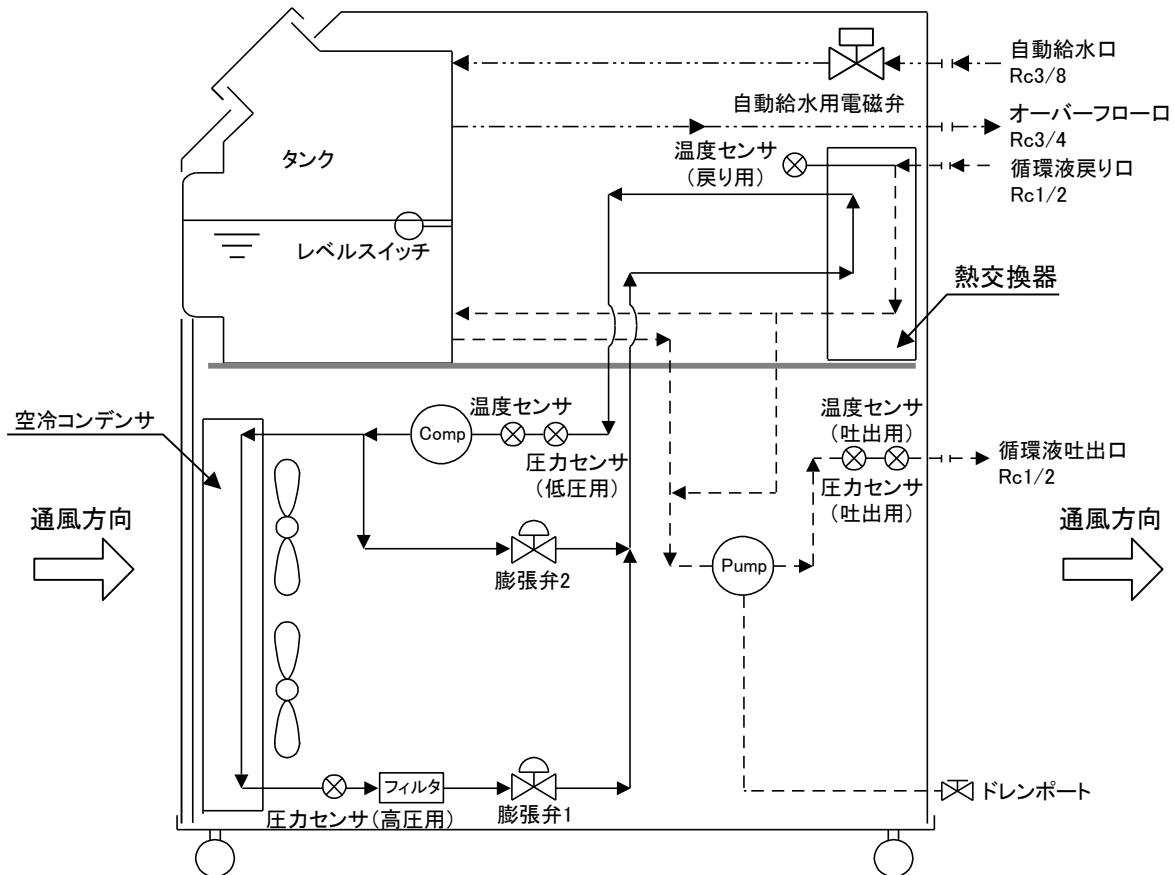 自動給水口
Rc3/8
自動給水用電磁弁
オーバーフロー口
Rc3/4
タンク
温度センサ
(戻り用)
循環液戻り口
Rc1/2
レベルスイッチ
熱交換器
空冷コンデンサ
Comp
温度センサ
圧力センサ
(低圧用)
温度センサ
(吐出用)
圧力センサ
(吐出用)
循環液吐出口
Rc1/2
通風方向
通風方向
膨張弁2
Pump
フィルタ
圧力センサ(高圧用)
膨張弁1
ドレンポート